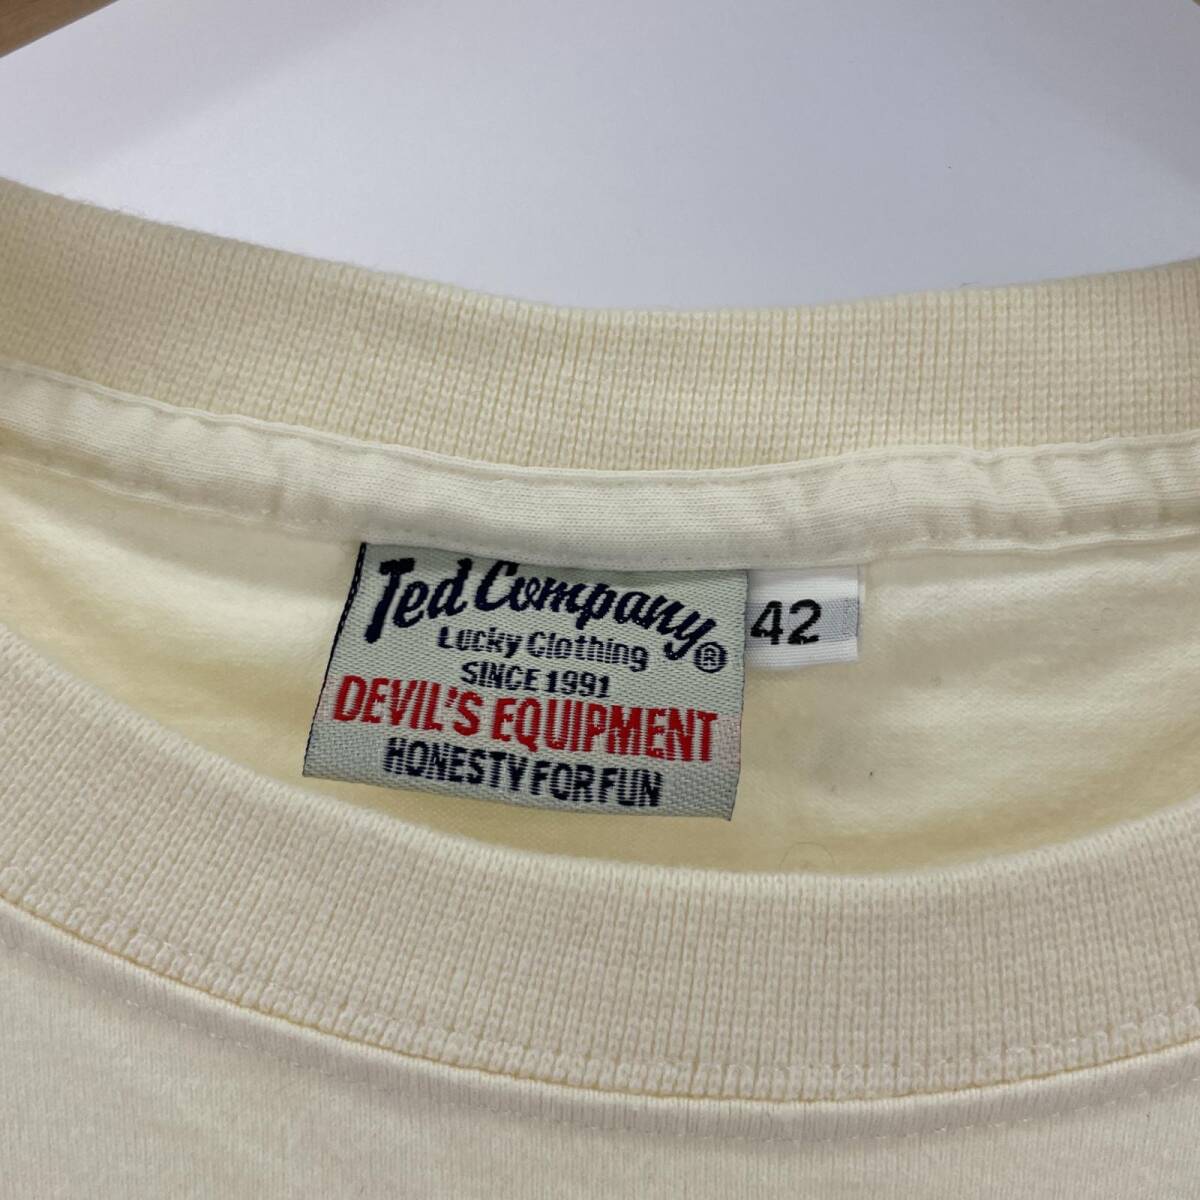 Ted Company®
Lucky Clothing
SINCE 1991
DEVIL'S EQUIPMENT
HONESTY FOR FUN
42